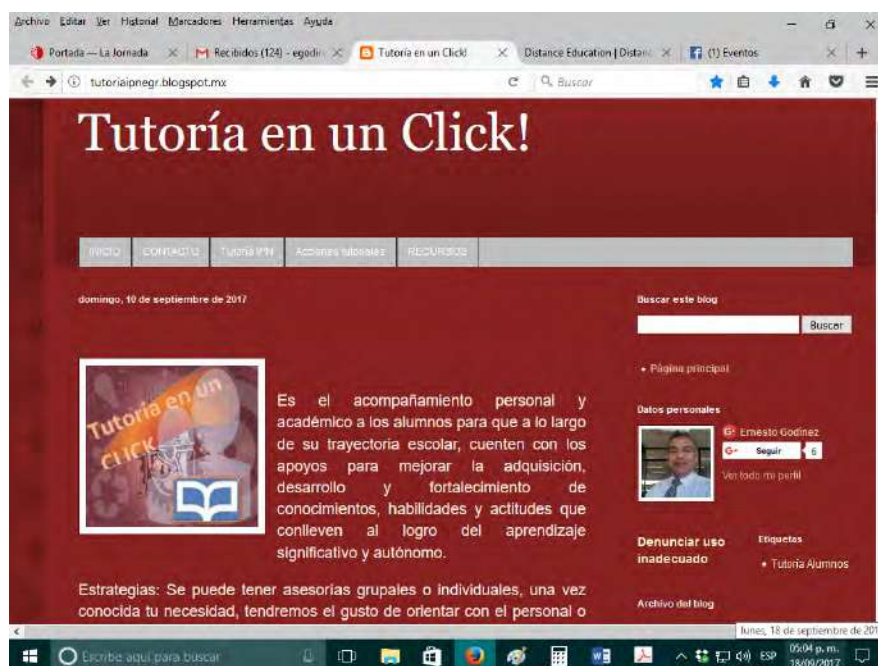 Archivo Editar Ver Historial Marcadores Herramientas Ayuda
Portada — La Jornada
Recibidos (124) - egodin
Tutoría en un Click!
Distance Education | Distanc
(1) Eventos
tutoriaipnegr.blogspot.mx
Buscar
Tutoría en un Click!
INICIO CONTACTO Tutoría IPN Acciones tutoriales RECURSOS
domingo, 10 de septiembre de 2017
Tutoría en un
CLICK
Es el acompañamiento personal y
académico a los alumnos para que a lo largo
de su trayectoria escolar, cuenten con los
apoyos para mejorar la adquisición,
desarrollo y fortalecimiento de
conocimientos, habilidades y actitudes que
conlleven al logro del aprendizaje
significativo y autónomo.
Estrategias: Se puede tener asesorías grupales o individuales, una vez
conocida tu necesidad, tendremos el gusto de orientar con el personal o
Buscar este blog
Buscar
Página principal
Datos personales
Ernesto Godínez
G+ Seguir 6
Ver todo mi perfil
Denunciar uso
inadecuado
Etiquetas
Tutoría Alumnos
Archivo del blog
lunes, 18 de septiembre de 201
Escribe aquí para buscar
ESP
05:04 p. m.
18/09/2017